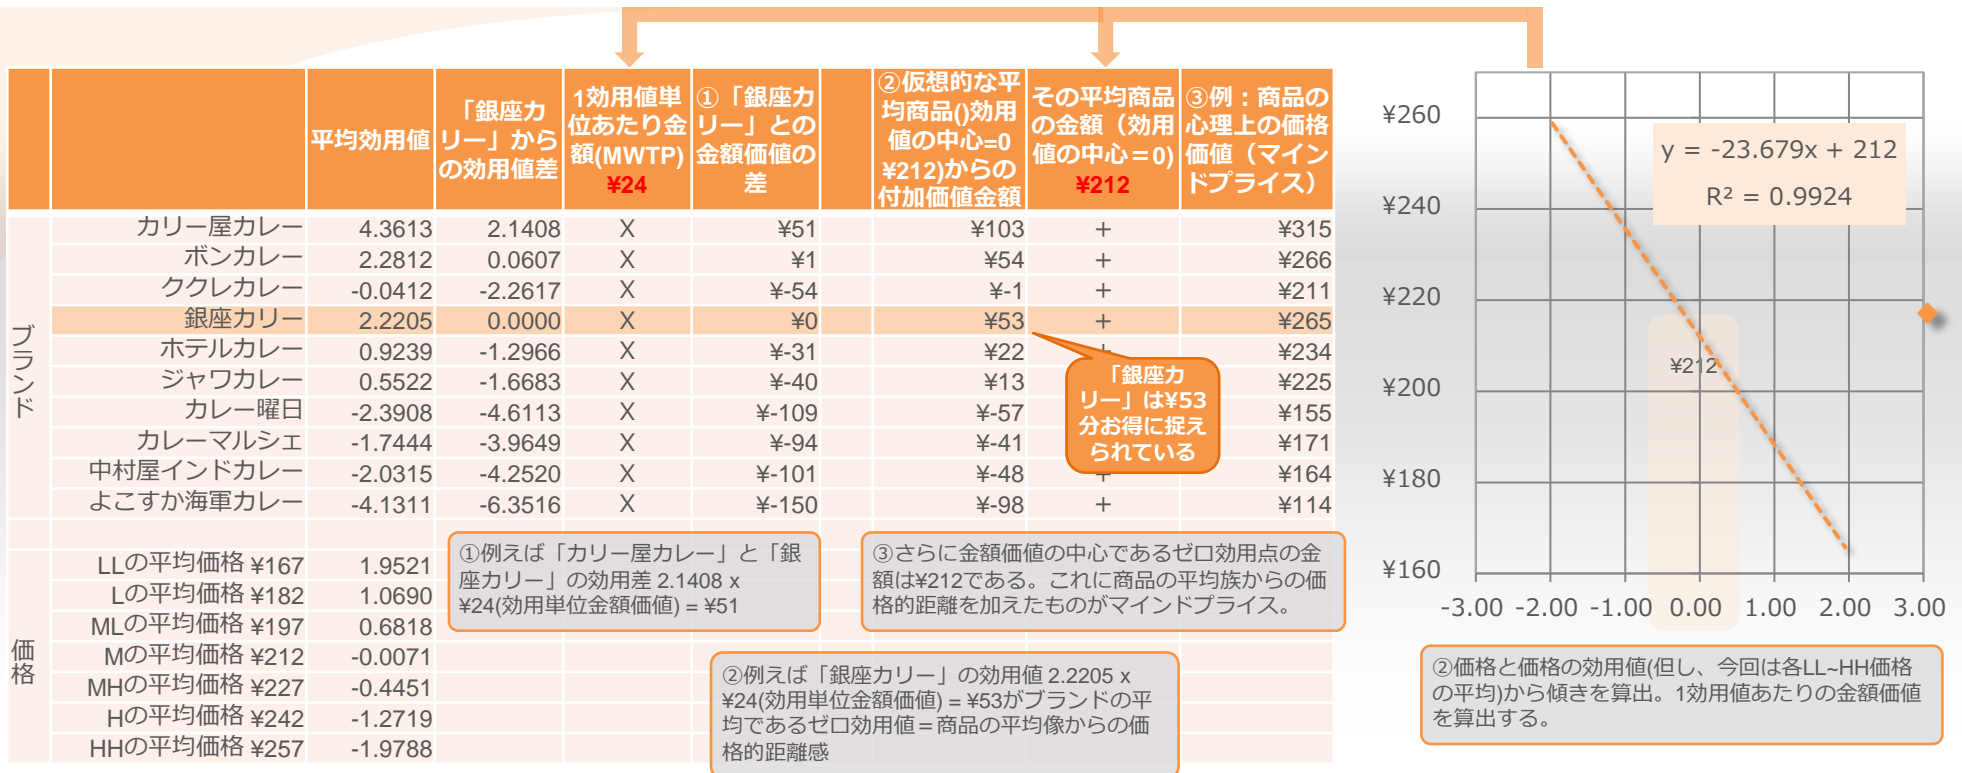 平均効用値
「銀座カ
リー」から
の効用値差
1効用値単
位あたり金
額(MWTP)
¥24
①「銀座カ
リー」との
金額価値の
差
②仮想的な平
均商品()効用
値の中心=0
¥212)からの
付加価値金額
その平均商品
の金額（効用
値の中心＝0)
¥212
③例：商品の
心理上の価格
価値（マイン
ドプライス）
ブランド
カリー屋カレー 4.3613 2.1408 X ¥51 ¥103 + ¥315
ボンカレー 2.2812 0.0607 X ¥1 ¥54 + ¥266
ククレカレー -0.0412 -2.2617 X ¥-54 ¥-1 + ¥211
銀座カリー 2.2205 0.0000 X ¥0 ¥53 + ¥265
ホテルカレー 0.9239 -1.2966 X ¥-31 ¥22 + ¥234
ジャワカレー 0.5522 -1.6683 X ¥-40 ¥13 ¥225
カレー曜日 -2.3908 -4.6113 X ¥-109 ¥-57 ¥155
カレーマルシェ -1.7444 -3.9649 X ¥-94 ¥-41 ¥171
中村屋インドカレー -2.0315 -4.2520 X ¥-101 ¥-48 + ¥164
よこすか海軍カレー -4.1311 -6.3516 X ¥-150 ¥-98 + ¥114
「銀座カ
リー」は¥53
分お得に捉え
られている
価格
LLの平均価格 ¥167 1.9521
Lの平均価格 ¥182 1.0690
MLの平均価格 ¥197 0.6818
Mの平均価格 ¥212 -0.0071
MHの平均価格 ¥227 -0.4451
Hの平均価格 ¥242 -1.2719
HHの平均価格 ¥257 -1.9788
①例えば「カリー屋カレー」と「銀
座カリー」の効用差 2.1408 x
¥24(効用単位金額価値) = ¥51
③さらに金額価値の中心であるゼロ効用点の金
額は¥212である。これに商品の平均族からの価
格的距離を加えたものがマインドプライス。
②例えば「銀座カリー」の効用値 2.2205 x
¥24(効用単位金額価値) = ¥53がブランドの平
均であるゼロ効用値＝商品の平均像からの価
格的距離感
y = -23.679x + 212
R² = 0.9924
¥260
¥240
¥220
¥200
¥180
¥160
¥212
-3.00 -2.00 -1.00 0.00 1.00 2.00 3.00
②価格と価格の効用値(但し、今回は各LL~HH価格
の平均)から傾きを算出。1効用値あたりの金額価値
を算出する。